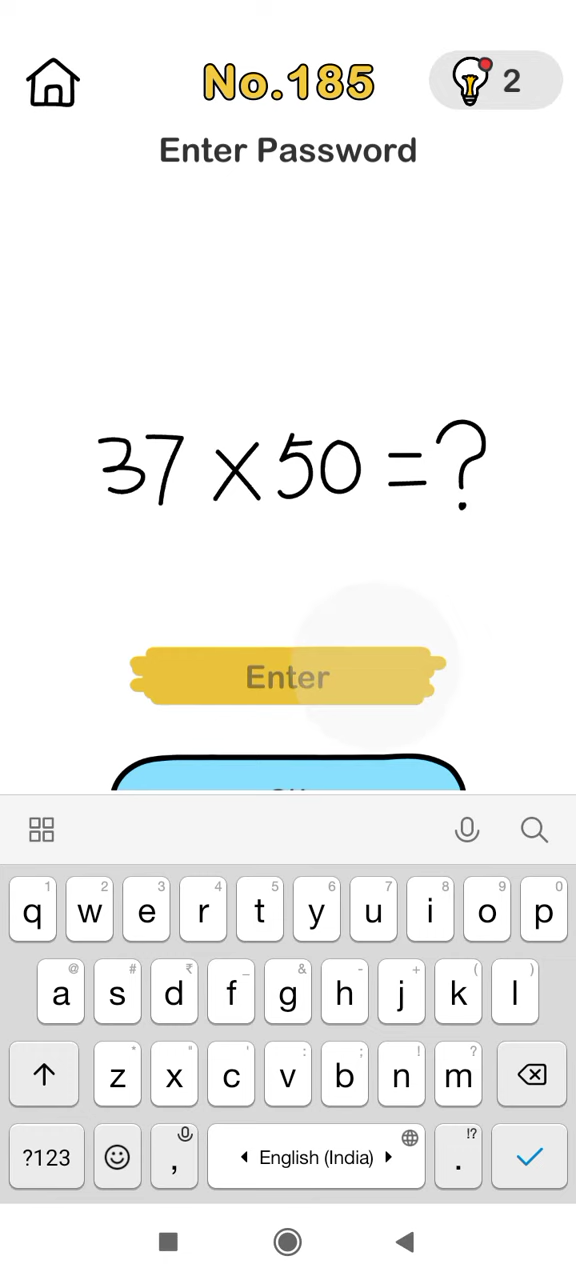 No.185
2
Enter Password
37 × 50 = ?
Enter
1 2 3 4 5 6 7 8 9 0
q w e r t y u i o p
@ # ₹ _ & - + ( )
a s d f g h j k l
* " ' : ; ! ?
z x c v b n m
!?
?123 , English (India) .